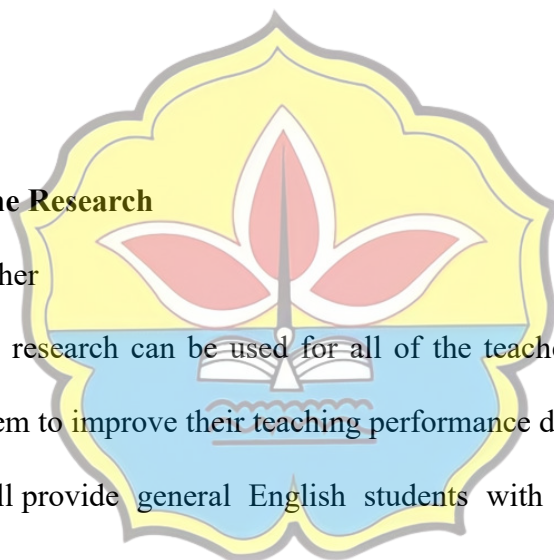 ne Research
her
research can be used for all of the teache
em to improve their teaching performance d
ll provide general English students with